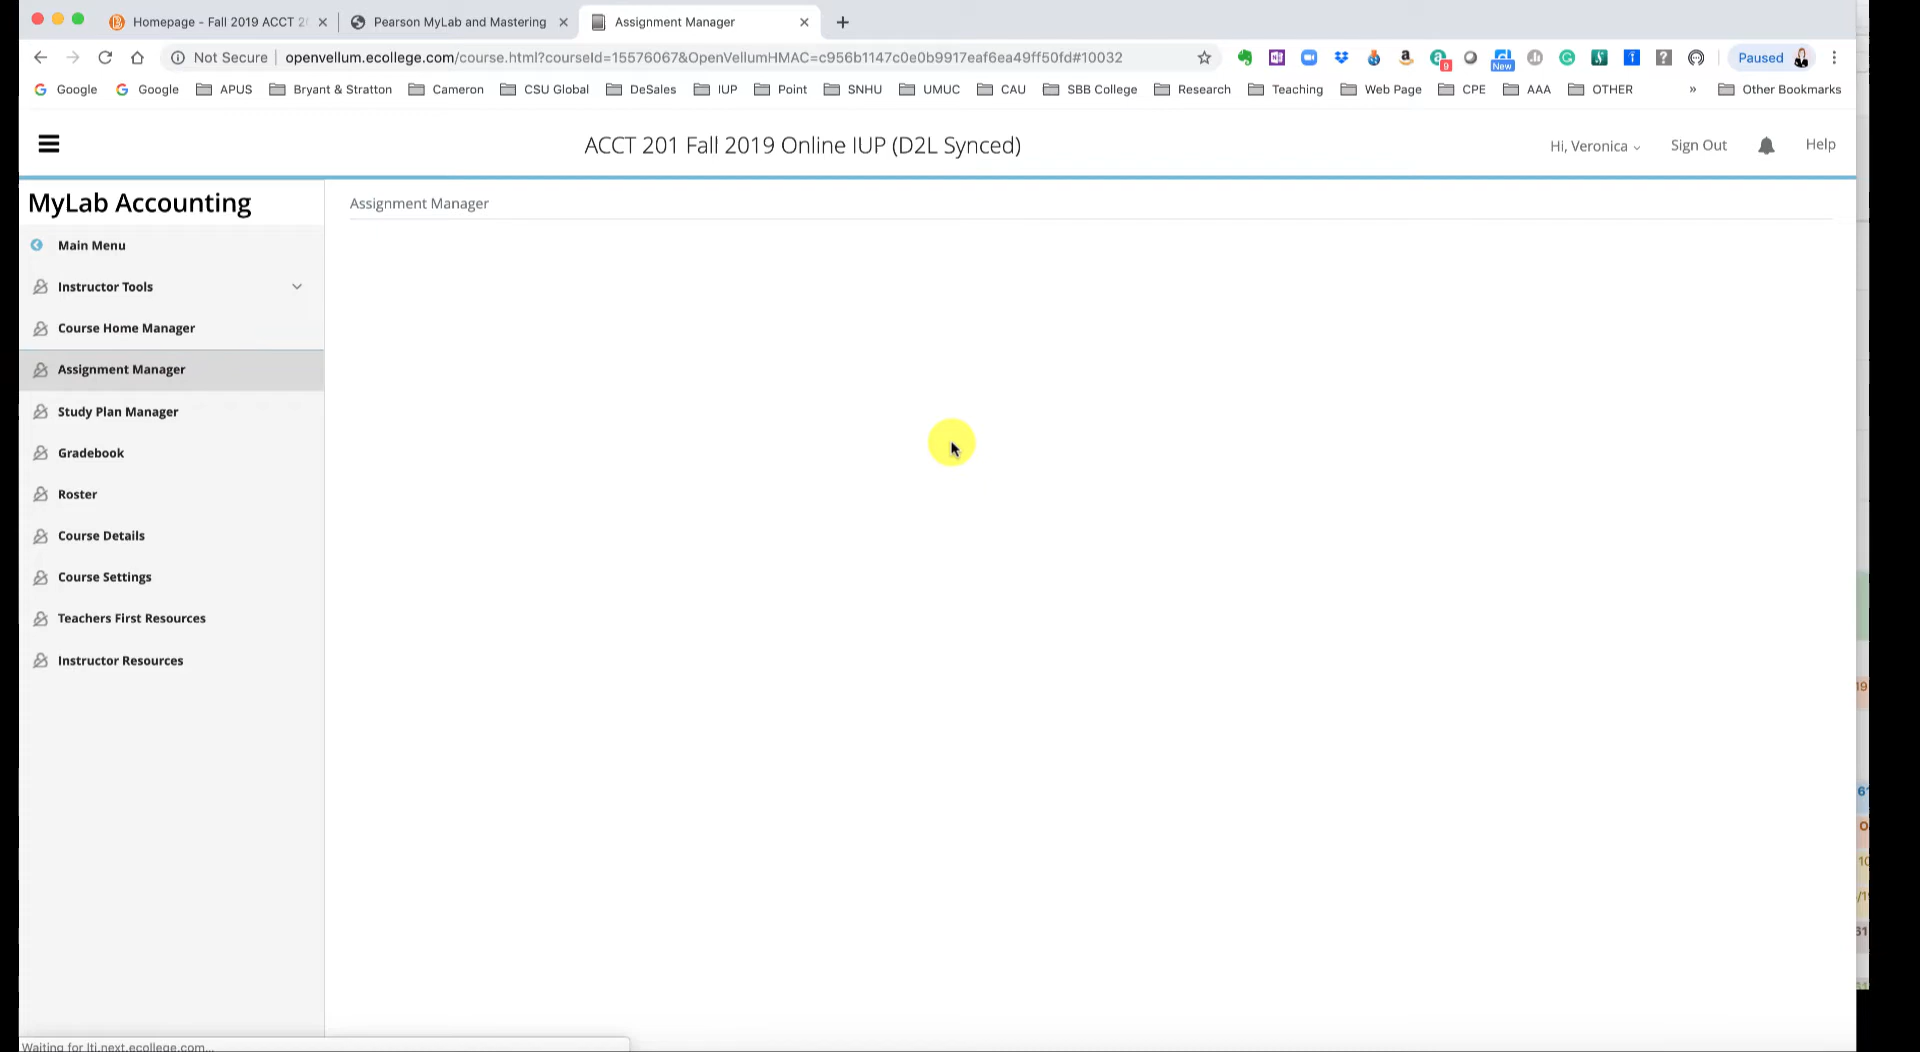 Homepage - Fall 2019 ACCT 2
Pearson MyLab and Mastering
Assignment Manager
Not Secure
openvellum.ecollege.com/course.html?courseId=15576067&OpenVellumHMAC=c956b1147c0e0b9917eaf6ea49ff50fd#10032
9
New
Paused
Google
Google
APUS
Bryant & Stratton
Cameron
CSU Global
DeSales
IUP
Point
SNHU
UMUC
CAU
SBB College
Research
Teaching
Web Page
CPE
AAA
OTHER
»
Other Bookmarks
ACCT 201 Fall 2019 Online IUP (D2L Synced)
Hi, Veronica
Sign Out
Help
MyLab Accounting
Assignment Manager
Main Menu
Instructor Tools
Course Home Manager
Assignment Manager
Study Plan Manager
Gradebook
Roster
Course Details
Course Settings
Teachers First Resources
Instructor Resources
Waiting for lti.next.ecollege.com...